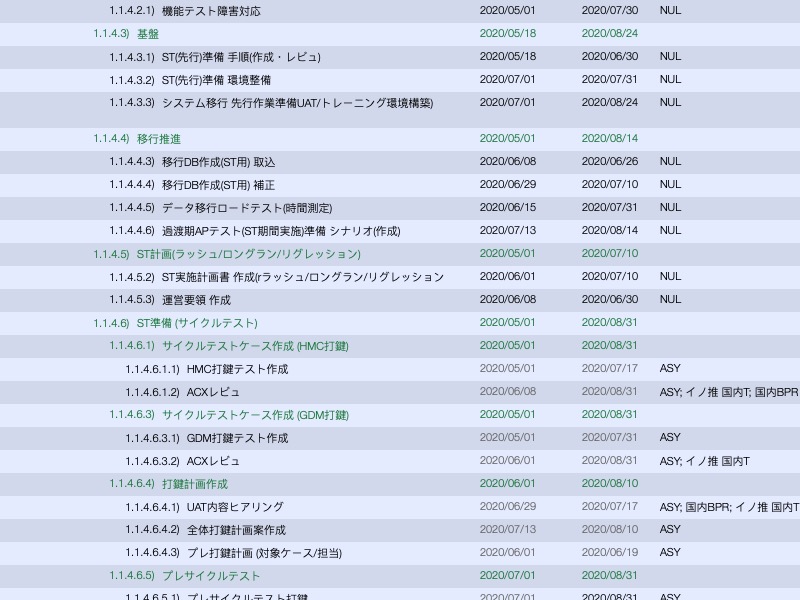 1.1.4.2.1) 機能テスト障害対応 2020/05/01 2020/07/30 NUL
1.1.4.3) 基盤 2020/05/18 2020/08/24
1.1.4.3.1) ST(先行)準備 手順(作成・レビュ) 2020/05/18 2020/06/30 NUL
1.1.4.3.2) ST(先行)準備 環境整備 2020/07/01 2020/07/31 NUL
1.1.4.3.3) システム移行 先行作業準備UAT/トレーニング環境構築) 2020/07/01 2020/08/24 NUL
1.1.4.4) 移行推進 2020/05/01 2020/08/14
1.1.4.4.3) 移行DB作成(ST用) 取込 2020/06/08 2020/06/26 NUL
1.1.4.4.4) 移行DB作成(ST用) 補正 2020/06/29 2020/07/10 NUL
1.1.4.4.5) データ移行ロードテスト(時間測定) 2020/06/15 2020/07/31 NUL
1.1.4.4.6) 過渡期APテスト(ST期間実施)準備 シナリオ(作成) 2020/07/13 2020/08/14 NUL
1.1.4.5) ST計画(ラッシュ/ロングラン/リグレッション) 2020/05/01 2020/07/10
1.1.4.5.2) ST実施計画書 作成(rラッシュ/ロングラン/リグレッション 2020/06/01 2020/07/10 NUL
1.1.4.5.3) 運営要領 作成 2020/06/08 2020/06/30 NUL
1.1.4.6) ST準備 (サイクルテスト) 2020/05/01 2020/08/31
1.1.4.6.1) サイクルテストケース作成 (HMC打鍵) 2020/05/01 2020/08/31
1.1.4.6.1.1) HMC打鍵テスト作成 2020/05/01 2020/07/17 ASY
1.1.4.6.1.2) ACXレビュ 2020/06/08 2020/08/31 ASY; イノ推 国内T; 国内BPR
1.1.4.6.3) サイクルテストケース作成 (GDM打鍵) 2020/05/01 2020/08/31
1.1.4.6.3.1) GDM打鍵テスト作成 2020/05/01 2020/07/31 ASY
1.1.4.6.3.2) ACXレビュ 2020/06/01 2020/08/31 ASY; イノ推 国内T
1.1.4.6.4) 打鍵計画作成 2020/06/01 2020/08/10
1.1.4.6.4.1) UAT内容ヒアリング 2020/06/29 2020/07/17 ASY; 国内BPR; イノ推 国内T
1.1.4.6.4.2) 全体打鍵計画案作成 2020/07/13 2020/08/10 ASY
1.1.4.6.4.3) プレ打鍵計画 (対象ケース/担当) 2020/06/01 2020/06/19 ASY
1.1.4.6.5) プレサイクルテスト 2020/07/01 2020/08/31
1.1.4.6.5.1) プレサイクルテスト打鍵 2020/07/01 2020/08/31 ASY